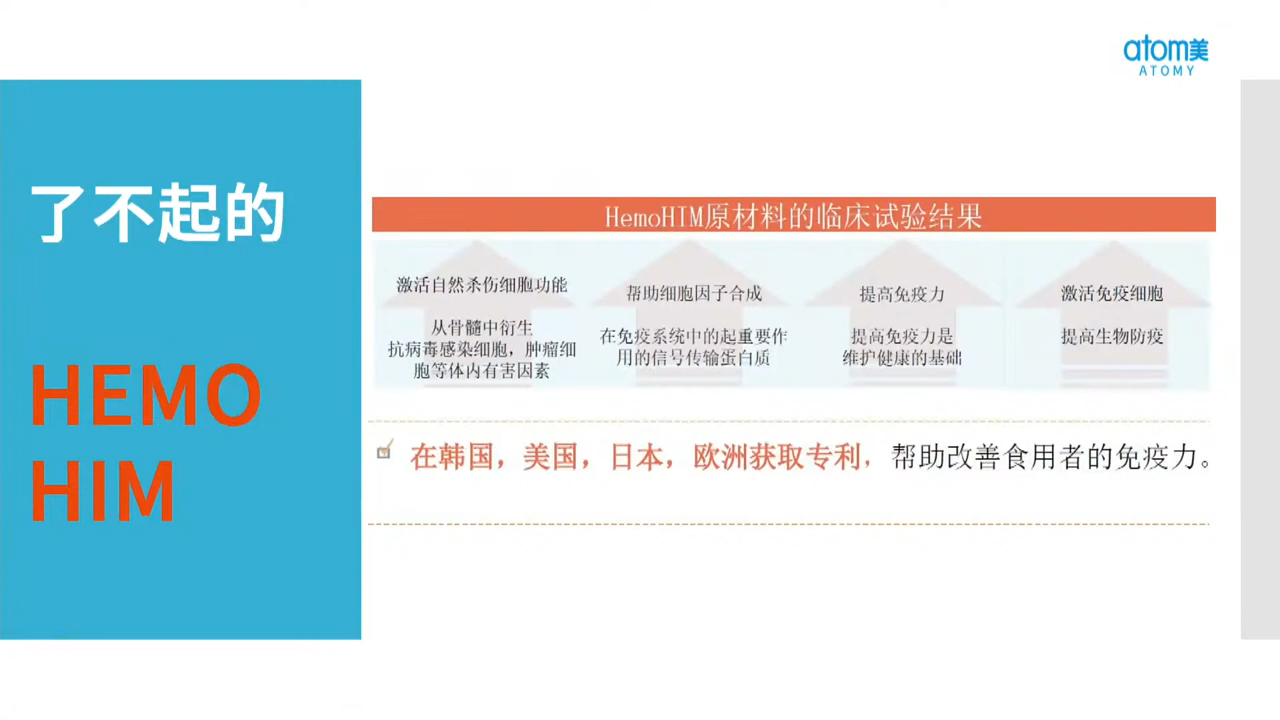 atom美
ATOMY
了不起的
HEMO
HIM
HemoHIM原材料的临床试验结果
激活自然杀伤细胞功能
从骨髓中衍生
抗病毒感染细胞，肿瘤细
胞等体内有害因素
帮助细胞因子合成
在免疫系统中的起重要作
用的信号传输蛋白质
提高免疫力
提高免疫力是
维护健康的基础
激活免疫细胞
提高生物防疫
在韩国，美国，日本，欧洲获取专利，帮助改善食用者的免疫力。